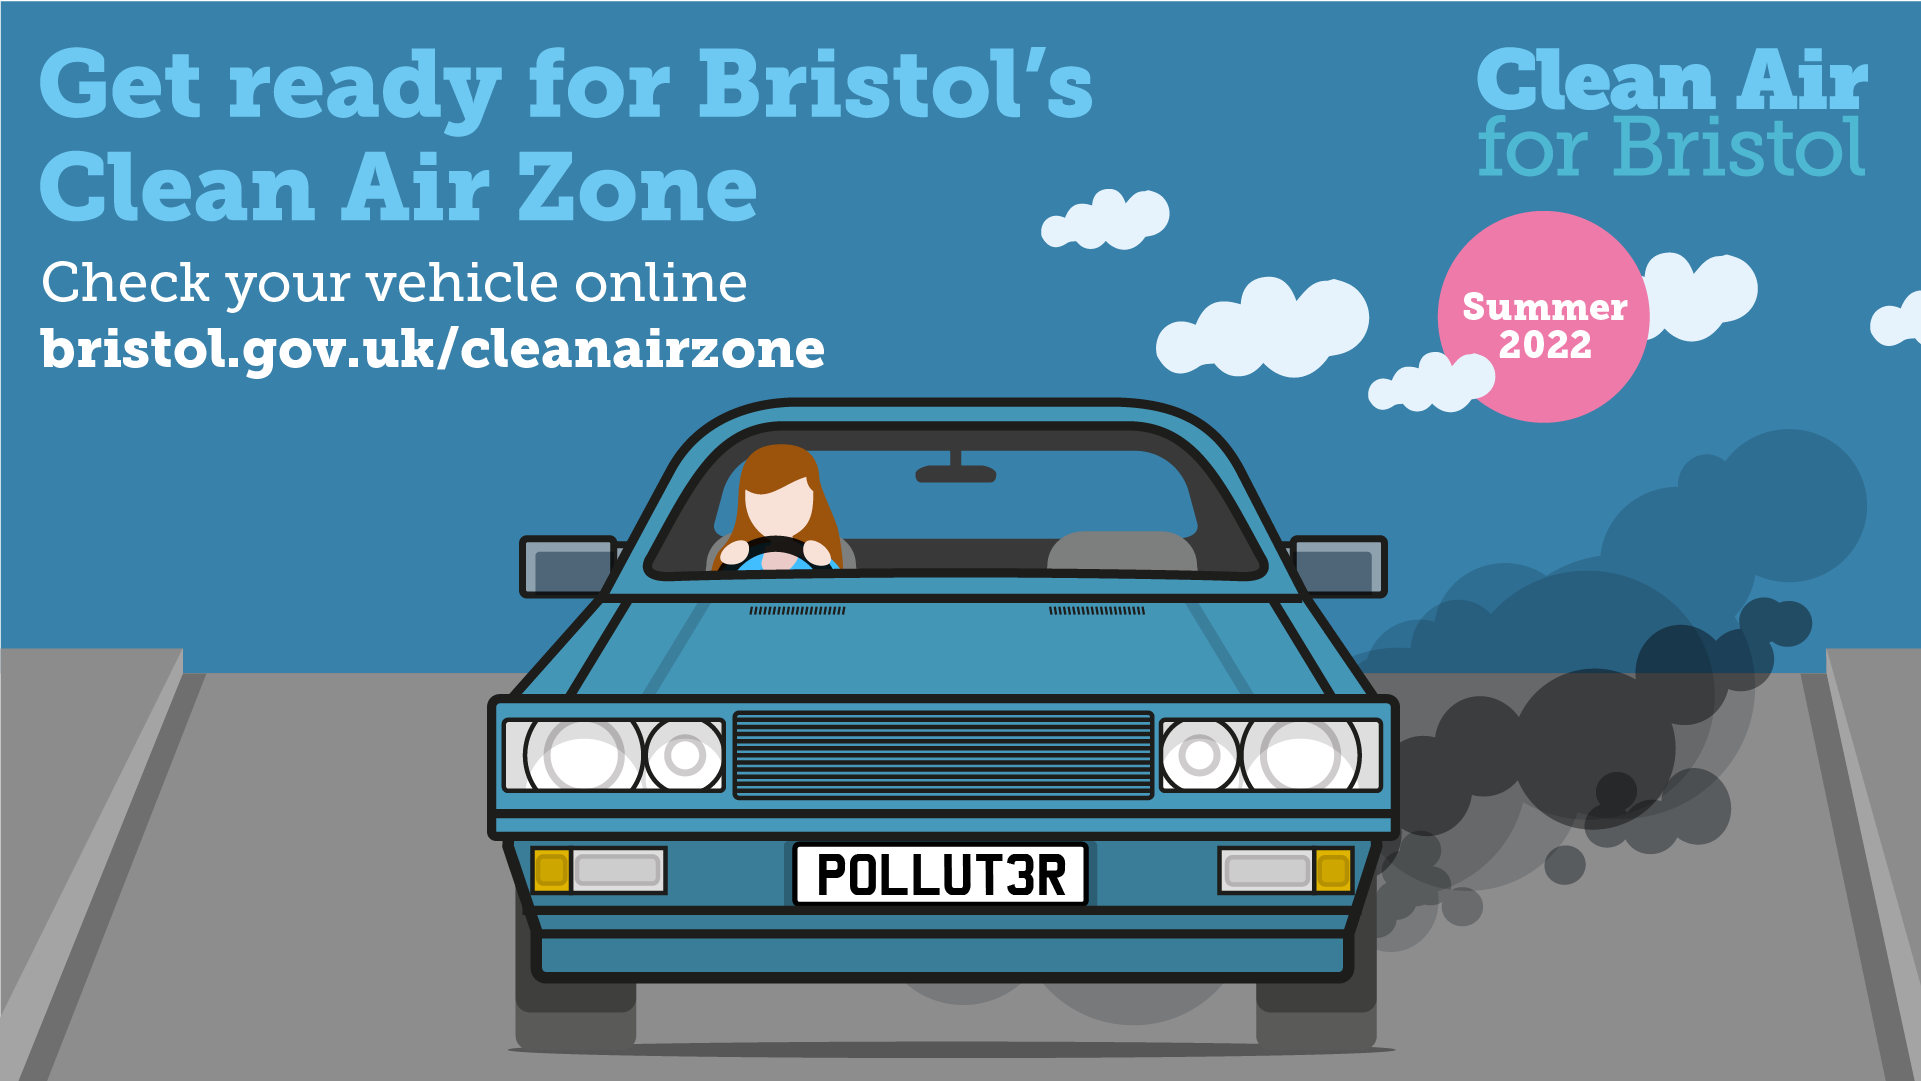 Get ready for Bristol’s
Clean Air Zone
Check your vehicle online
bristol.gov.uk/cleanairzone
Clean Air
for Bristol
Summer
2022
POLLUT3R